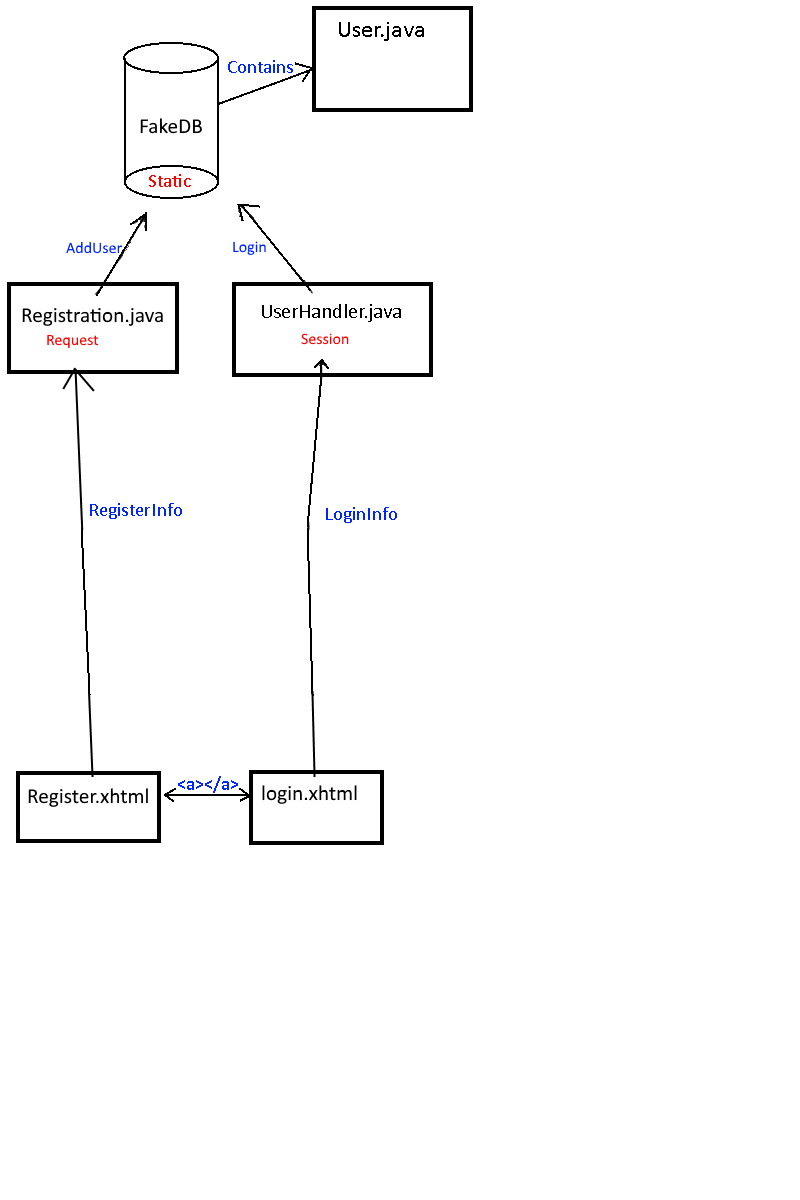 User.java
Contains
FakeDB
Static
AddUser
Login
Registration.java
Request
UserHandler.java
Session
RegisterInfo
LoginInfo
<a></a>
Register.xhtml
login.xhtml